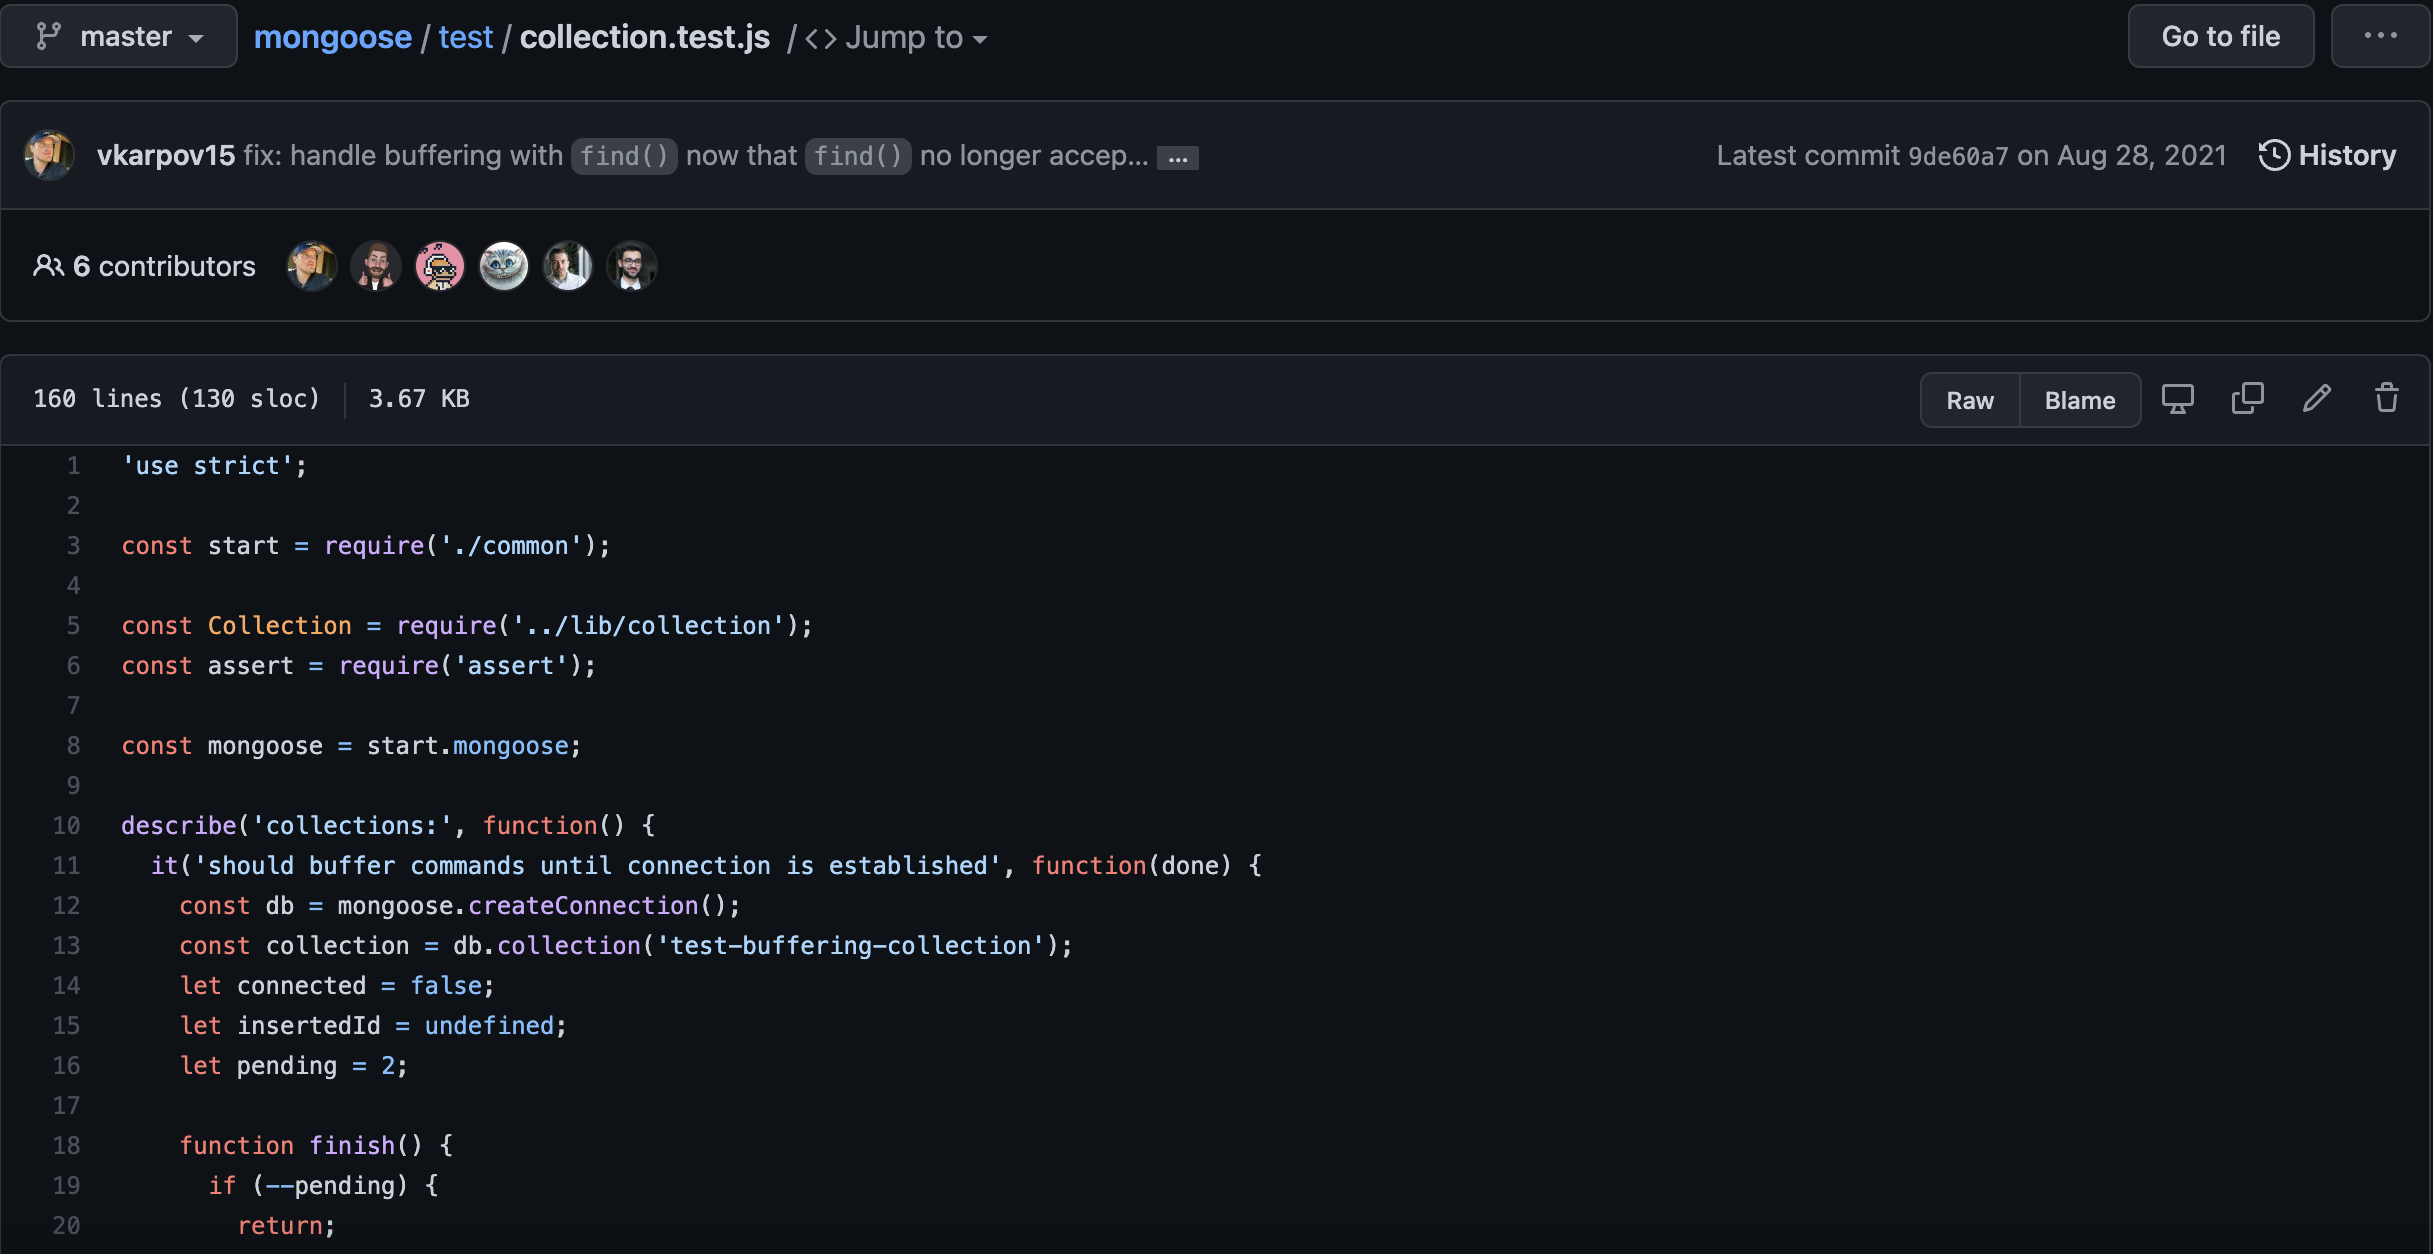 master mongoose / test / collection.test.js / <> Jump to Go to file ...
vkarpov15 fix: handle buffering with find() now that find() no longer accep... ... Latest commit 9de60a7 on Aug 28, 2021 History
6 contributors
160 lines (130 sloc) 3.67 KB Raw Blame
1 'use strict';
2
3 const start = require('./common');
4
5 const Collection = require('../lib/collection');
6 const assert = require('assert');
7
8 const mongoose = start.mongoose;
9
10 describe('collections:', function() {
11 it('should buffer commands until connection is established', function(done) {
12 const db = mongoose.createConnection();
13 const collection = db.collection('test-buffering-collection');
14 let connected = false;
15 let insertedId = undefined;
16 let pending = 2;
17
18 function finish() {
19 if (--pending) {
20 return;